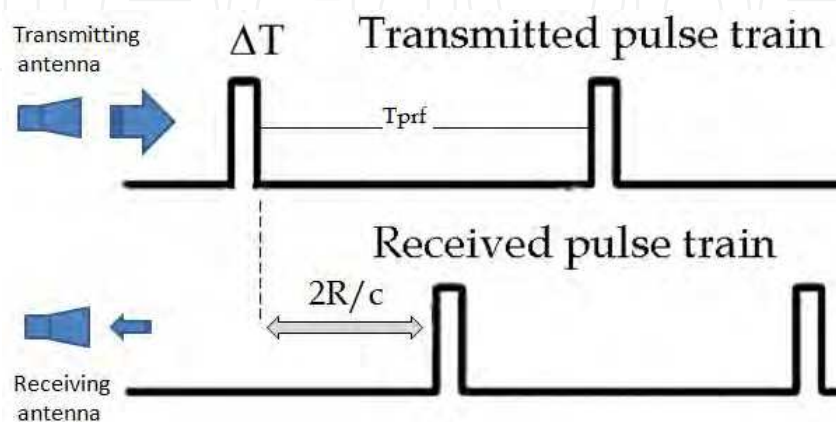 Transmitting
antenna
ΔT
Transmitted pulse train
Tprf
Received pulse train
2R/c
Receiving
antenna